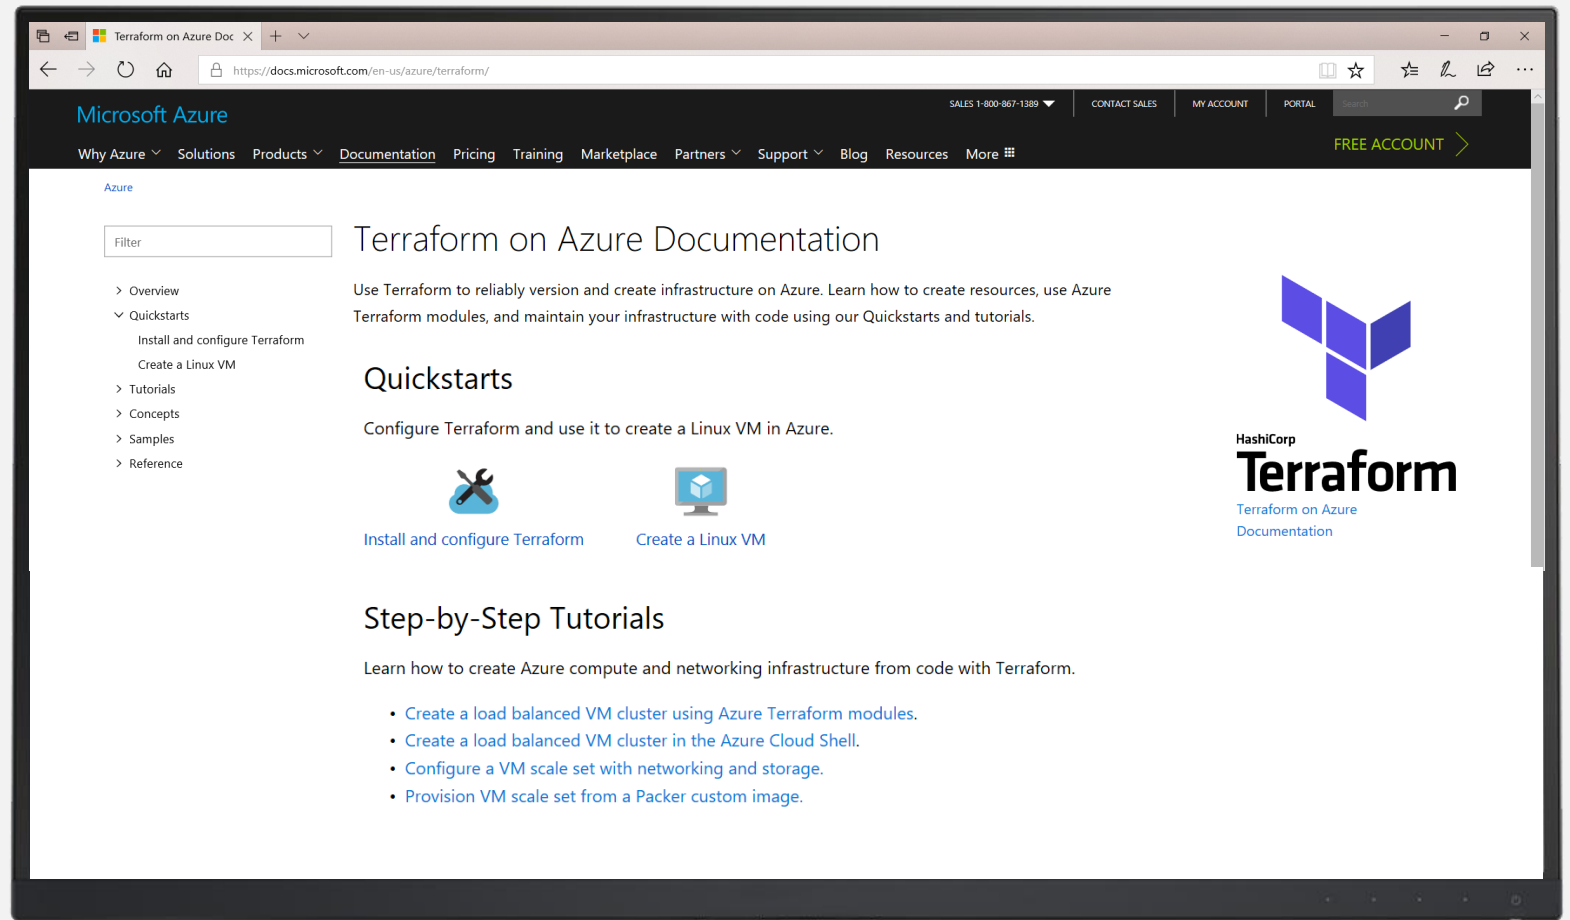 Terraform on Azure Doc
https://docs.microsoft.com/en-us/azure/terraform/
Microsoft Azure
SALES 1-800-867-1389
CONTACT SALES
MY ACCOUNT
PORTAL
Search
Why Azure
Solutions
Products
Documentation
Pricing
Training
Marketplace
Partners
Support
Blog
Resources
More
FREE ACCOUNT
Azure
Filter
Overview
Quickstarts
Install and configure Terraform
Create a Linux VM
Tutorials
Concepts
Samples
Reference
Terraform on Azure Documentation
Use Terraform to reliably version and create infrastructure on Azure. Learn how to create resources, use Azure
Terraform modules, and maintain your infrastructure with code using our Quickstarts and tutorials.
Quickstarts
Configure Terraform and use it to create a Linux VM in Azure.
Install and configure Terraform
Create a Linux VM
HashiCorp
Terraform
Terraform on Azure
Documentation
Step-by-Step Tutorials
Learn how to create Azure compute and networking infrastructure from code with Terraform.
• Create a load balanced VM cluster using Azure Terraform modules.
• Create a load balanced VM cluster in the Azure Cloud Shell.
• Configure a VM scale set with networking and storage.
• Provision VM scale set from a Packer custom image.